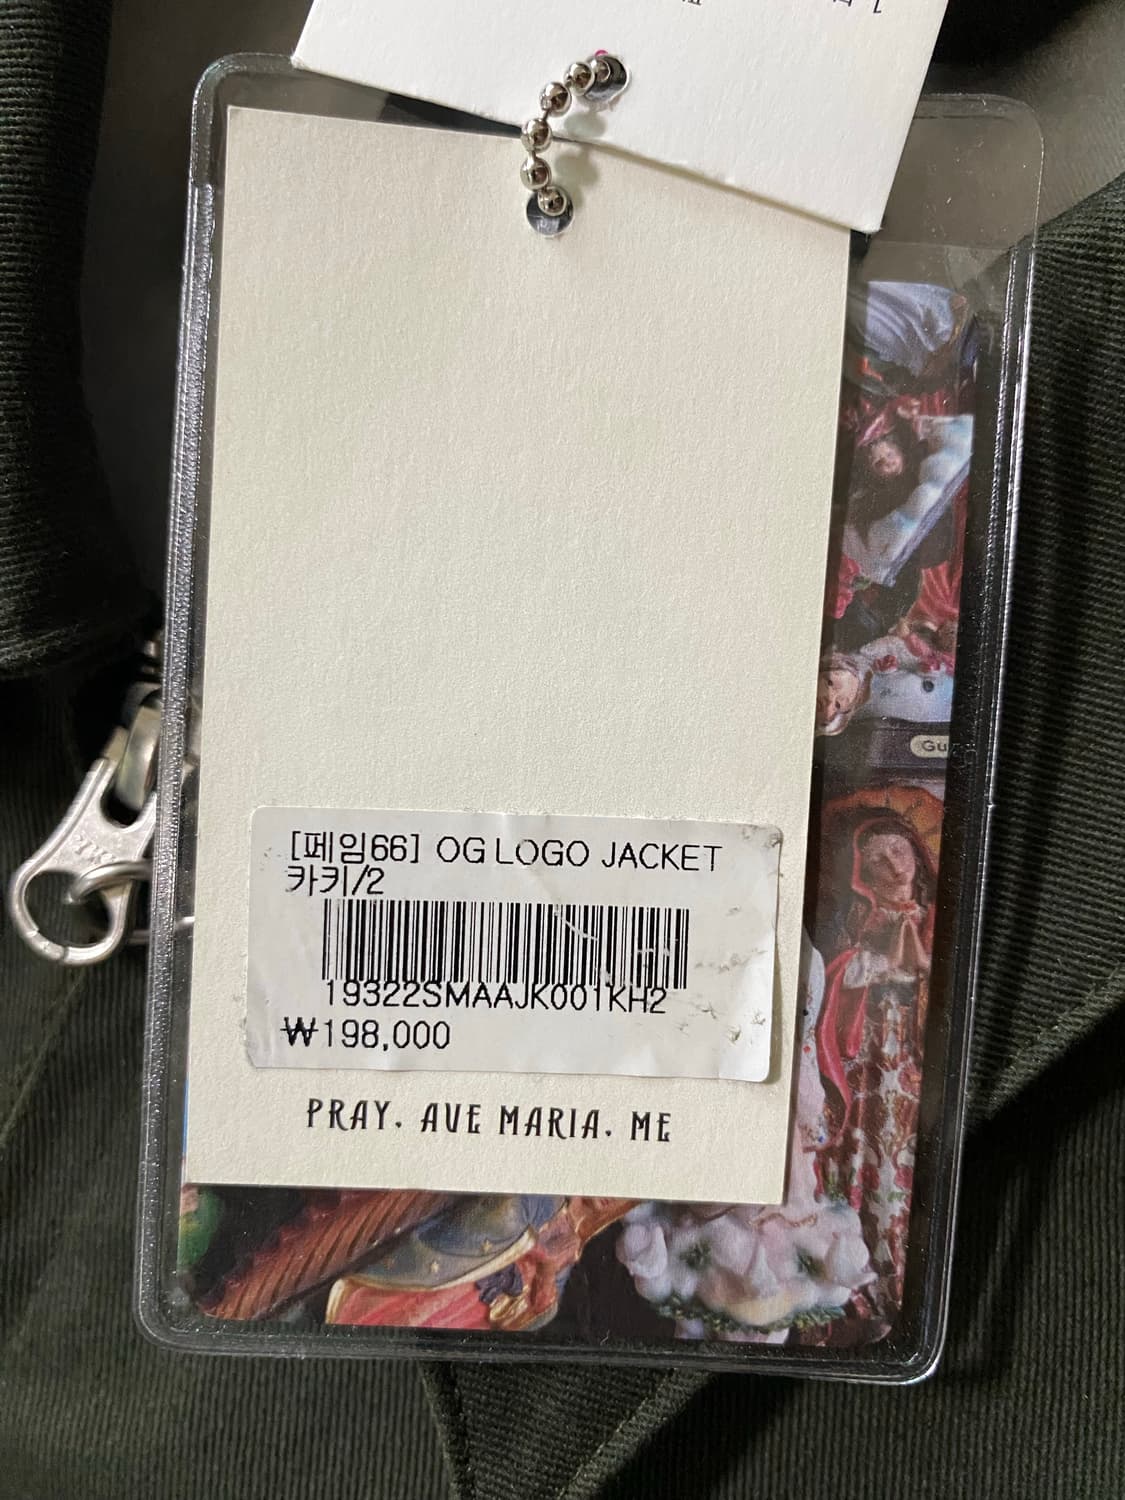 [페임66] OG LOGO JACKET
카키/2
19322SMAAJK001KH2
₩198,000
PRAY. AVE MARIA. ME